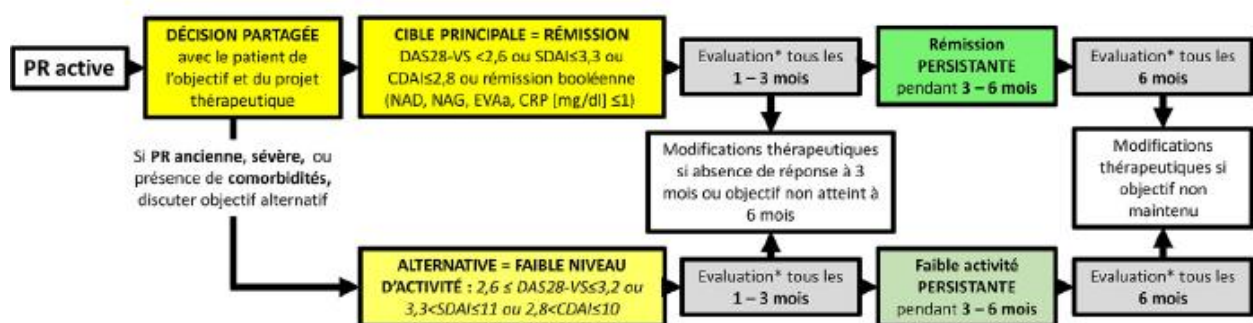 PR active
DÉCISION PARTAGÉE
avec le patient de
l'objectif et du projet
thérapeutique
CIBLE PRINCIPALE = RÉMISSION
DAS28-VS <2,6 ou SDAI≤3,3 ou
CDAI≤2,8 ou rémission booléenne
(NAD, NAG, EVAa, CRP [mg/dl] ≤1)
Evaluation* tous les
1 – 3 mois
Rémission
PERSISTANTE
pendant 3 – 6 mois
Evaluation* tous les
6 mois
Si PR ancienne, sévère, ou
présence de comorbidités,
discuter objectif alternatif
Modifications thérapeutiques
si absence de réponse à 3
mois ou objectif non atteint à
6 mois
Modifications
thérapeutiques si
objectif non
maintenu
ALTERNATIVE = FAIBLE NIVEAU
D'ACTIVITÉ : 2,6 ≤ DAS28-VS≤3,2 ou
3,3<SDAI≤11 ou 2,8<CDAI≤10
Evaluation* tous les
1 – 3 mois
Faible activité
PERSISTANTE
pendant 3 – 6 mois
Evaluation* tous les
6 mois